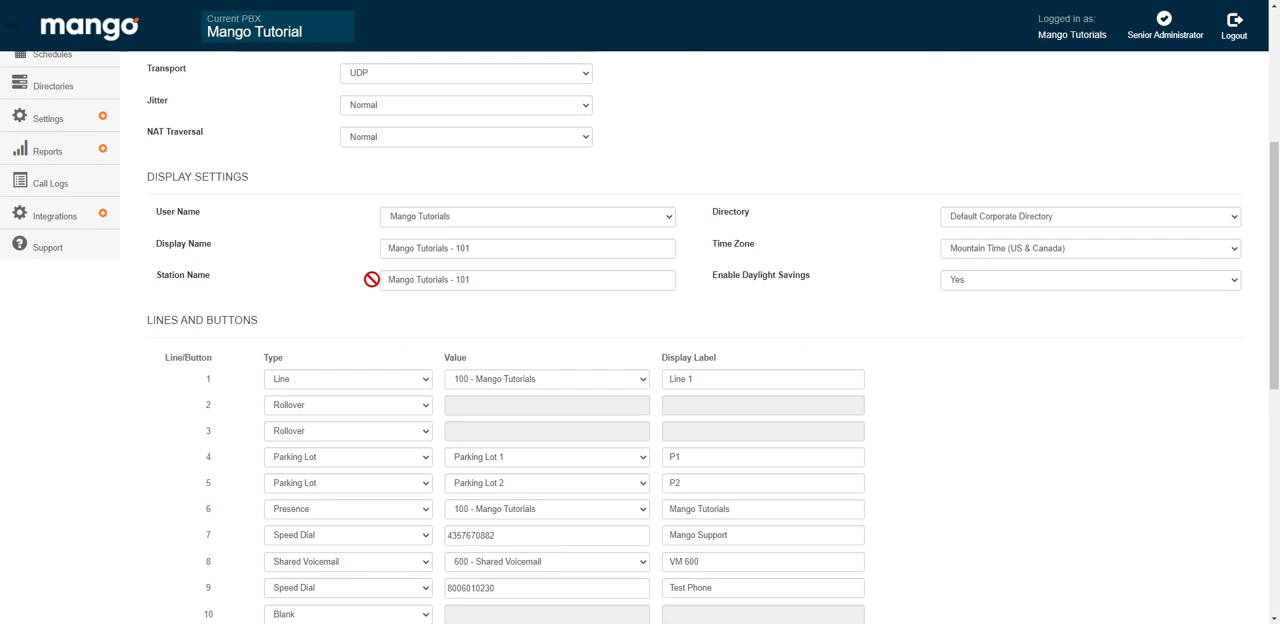 mango
Current PBX
Mango Tutorial
Logged in as:
Mango Tutorials
Senior Administrator
Logout
Schedules
Directories
Settings
Reports
Call Logs
Integrations
Support
Transport UDP
Jitter Normal
NAT Traversal Normal
DISPLAY SETTINGS
User Name Mango Tutorials Directory Default Corporate Directory
Display Name Mango Tutorials - 101 Time Zone Mountain Time (US & Canada)
Station Name Mango Tutorials - 101 Enable Daylight Savings Yes
LINES AND BUTTONS
Line/Button Type Value Display Label
1 Line 100 - Mango Tutorials Line 1
2 Rollover
3 Rollover
4 Parking Lot Parking Lot 1 P1
5 Parking Lot Parking Lot 2 P2
6 Presence 100 - Mango Tutorials Mango Tutorials
7 Speed Dial 4357670882 Mango Support
8 Shared Voicemail 600 - Shared Voicemail VM 600
9 Speed Dial 8006010230 Test Phone
10 Blank